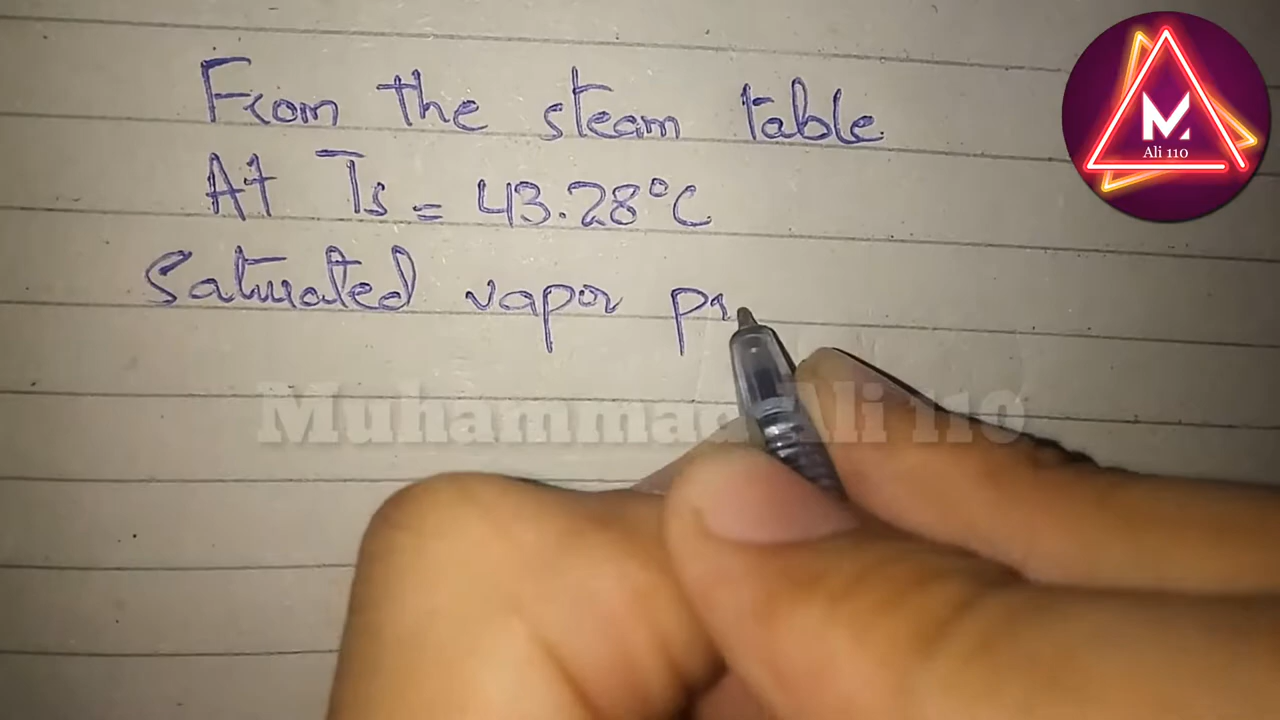 From the steam table
At Ts = 43.28°C
Saturated vapor pr
Muhammad Ali 110
M.
Ali 110